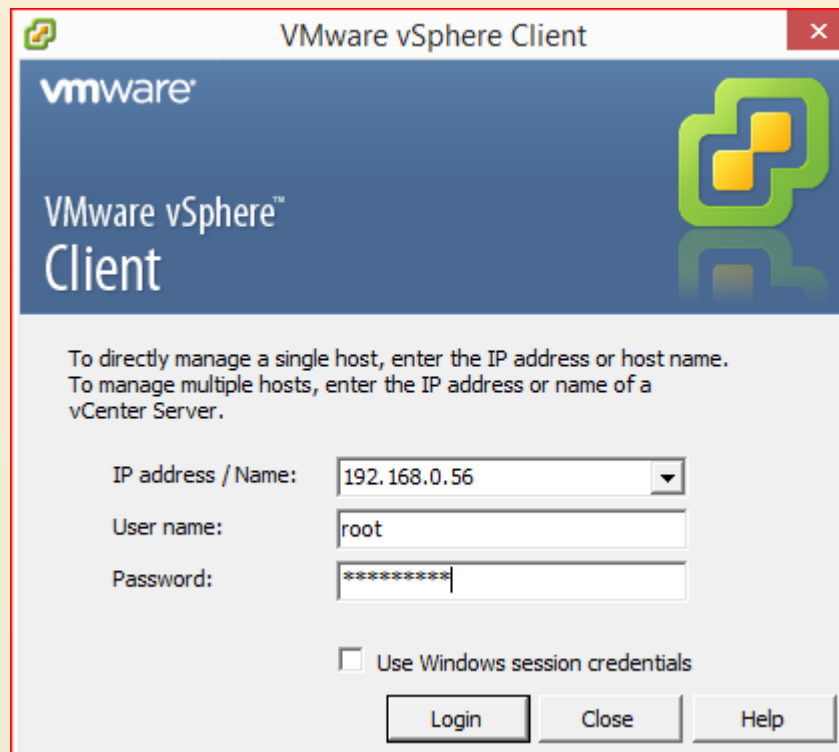 VMware vSphere Client
vmware®
VMware vSphere™
Client
To directly manage a single host, enter the IP address or host name.
To manage multiple hosts, enter the IP address or name of a
vCenter Server.
IP address / Name: 192.168.0.56
User name: root
Password: *********
Use Windows session credentials
Login Close Help